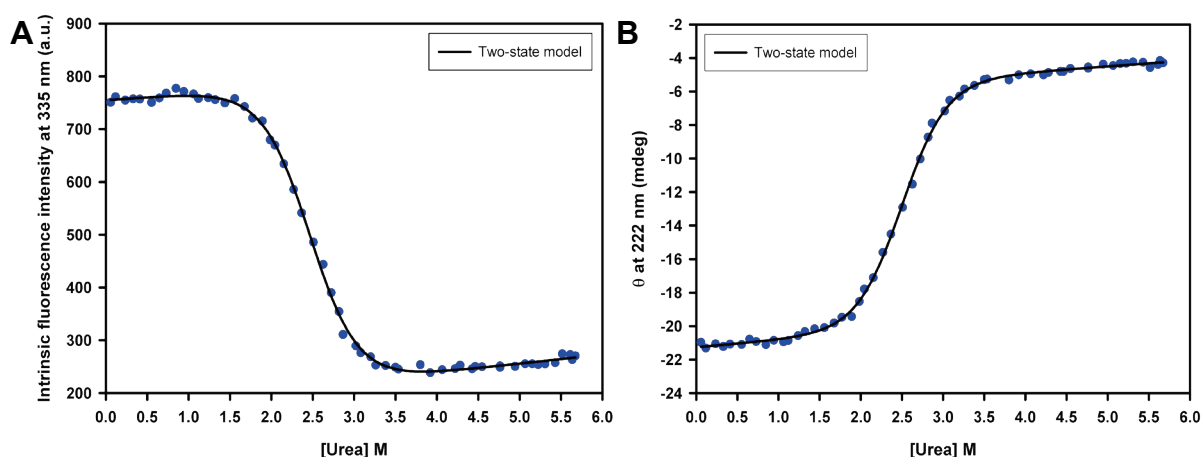 A
Intrinsic fluorescence intensity at 335 nm (a.u.)
900
800
700
600
500
400
300
200
Two-state model
0.0 0.5 1.0 1.5 2.0 2.5 3.0 3.5 4.0 4.5 5.0 5.5 6.0
[Urea] M
B
θ at 222 nm (mdeg)
-2
-4
-6
-8
-10
-12
-14
-16
-18
-20
-22
-24
Two-state model
0.0 0.5 1.0 1.5 2.0 2.5 3.0 3.5 4.0 4.5 5.0 5.5 6.0
[Urea] M